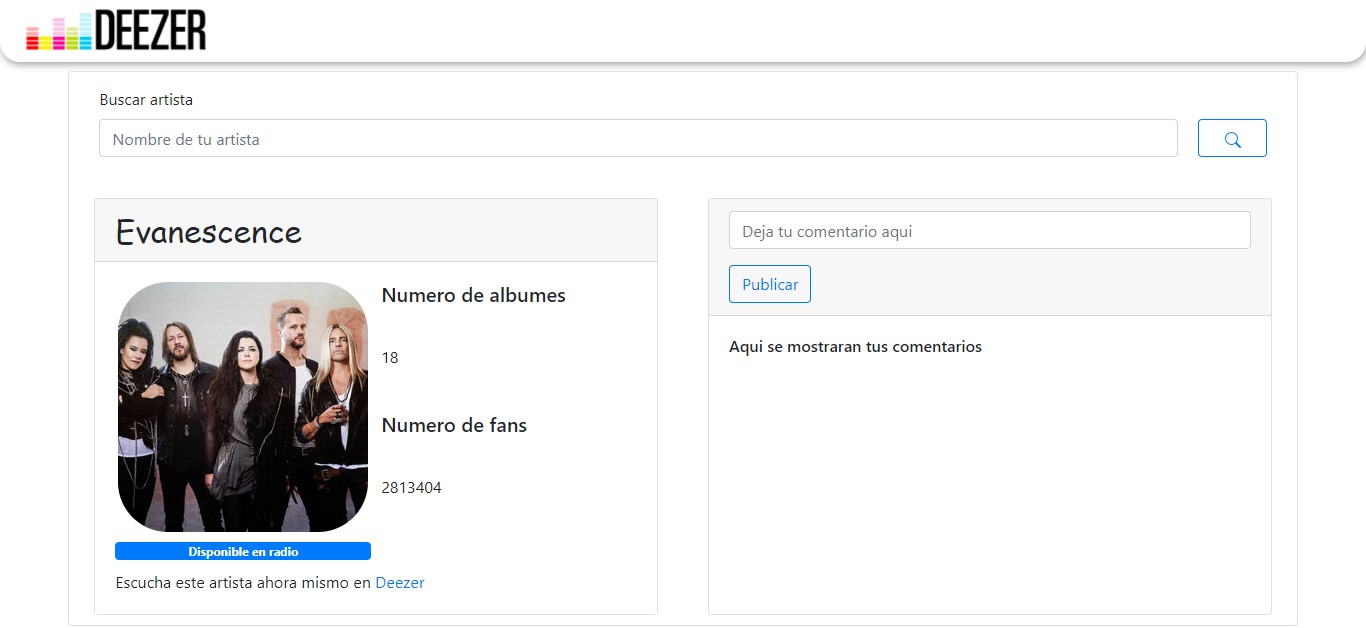 DEEZER
Buscar artista
Nombre de tu artista
Evanescence
Numero de albumes
18
Numero de fans
2813404
Disponible en radio
Escucha este artista ahora mismo en Deezer
Deja tu comentario aqui
Publicar
Aqui se mostraran tus comentarios